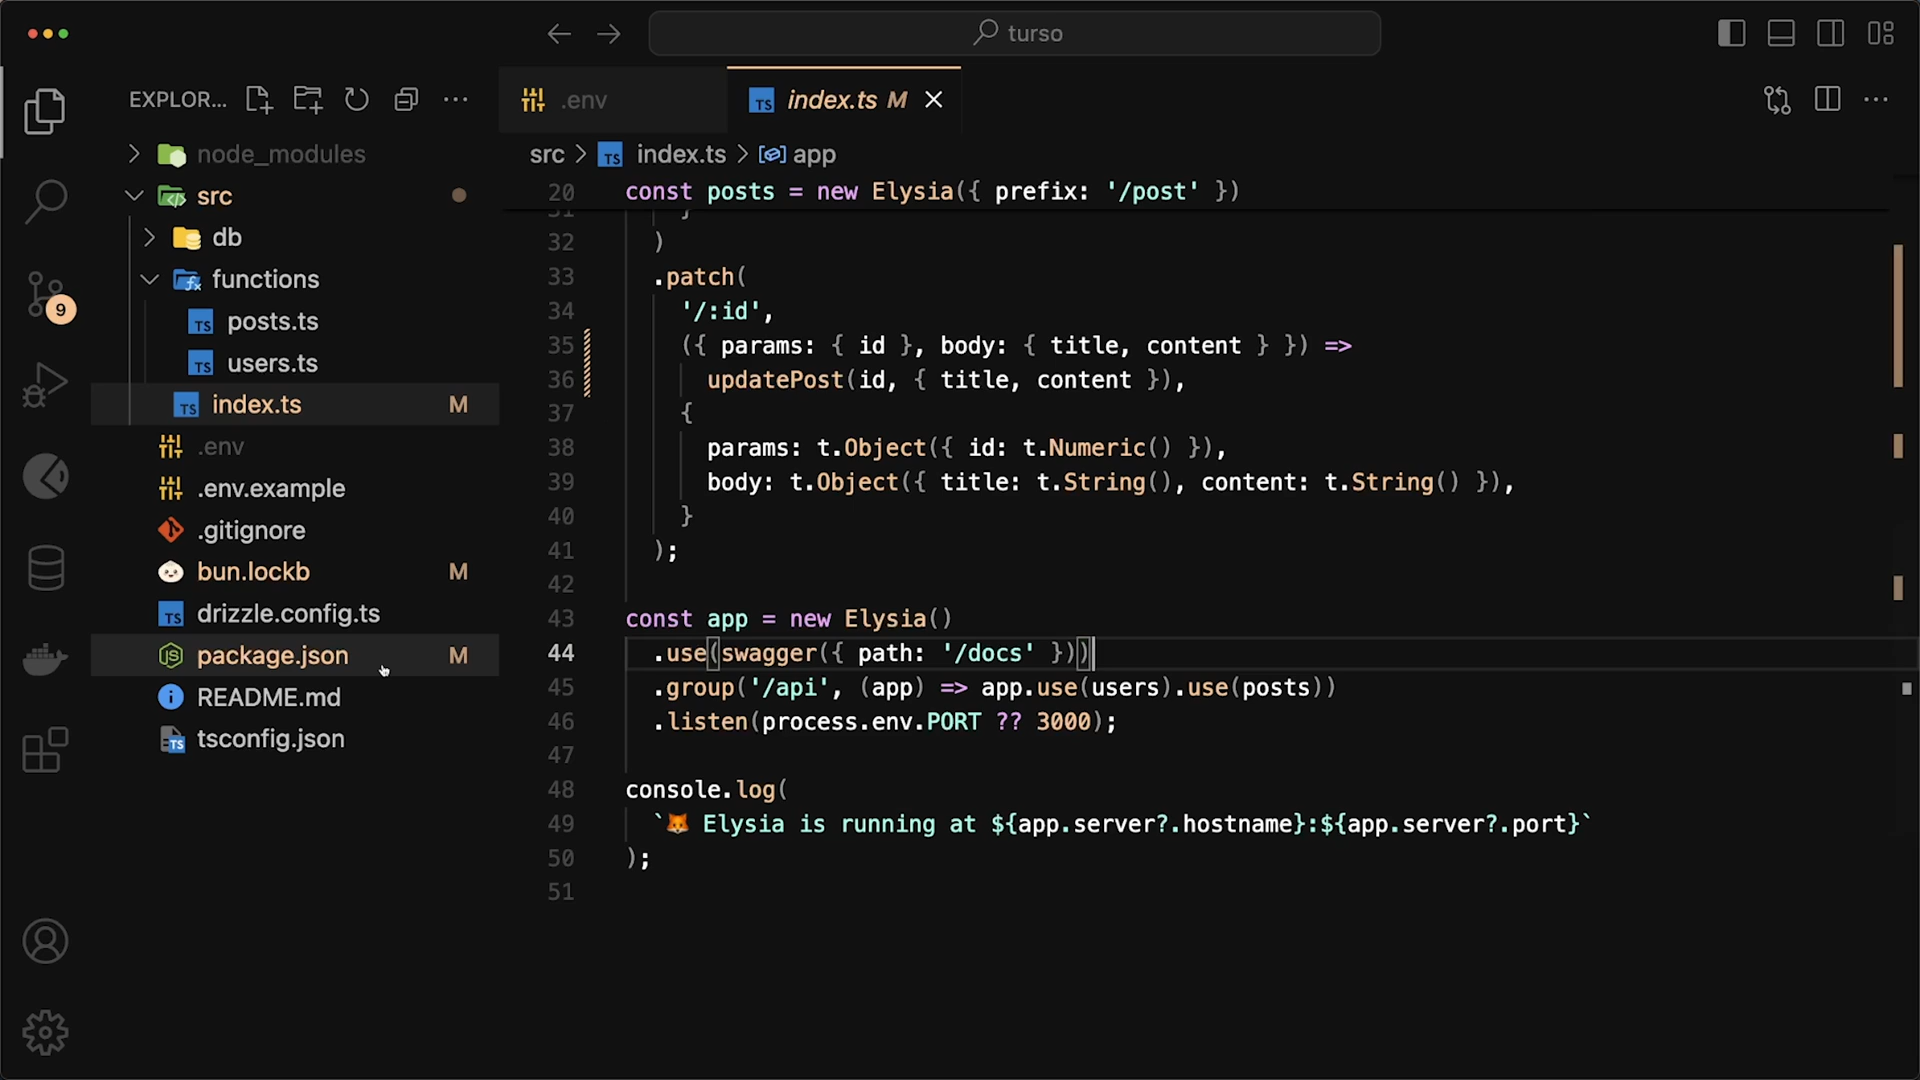 turso
EXPLOR...
.env
index.ts M
node_modules
src > index.ts > app
src
db
functions
posts.ts
users.ts
index.ts M
.env
.env.example
.gitignore
bun.lockb M
drizzle.config.ts
package.json M
README.md
tsconfig.json
9
20 const posts = new Elysia({ prefix: '/post' })
31 }
32 )
33 .patch(
34 '/:id',
35 ({ params: { id }, body: { title, content } }) =>
36 updatePost(id, { title, content }),
37 {
38 params: t.Object({ id: t.Numeric() }),
39 body: t.Object({ title: t.String(), content: t.String() }),
40 }
41 );
42
43 const app = new Elysia()
44 .use(swagger({ path: '/docs' }))
45 .group('/api', (app) => app.use(users).use(posts))
46 .listen(process.env.PORT ?? 3000);
47
48 console.log(
49 `🦊 Elysia is running at ${app.server?.hostname}:${app.server?.port}`
50 );
51